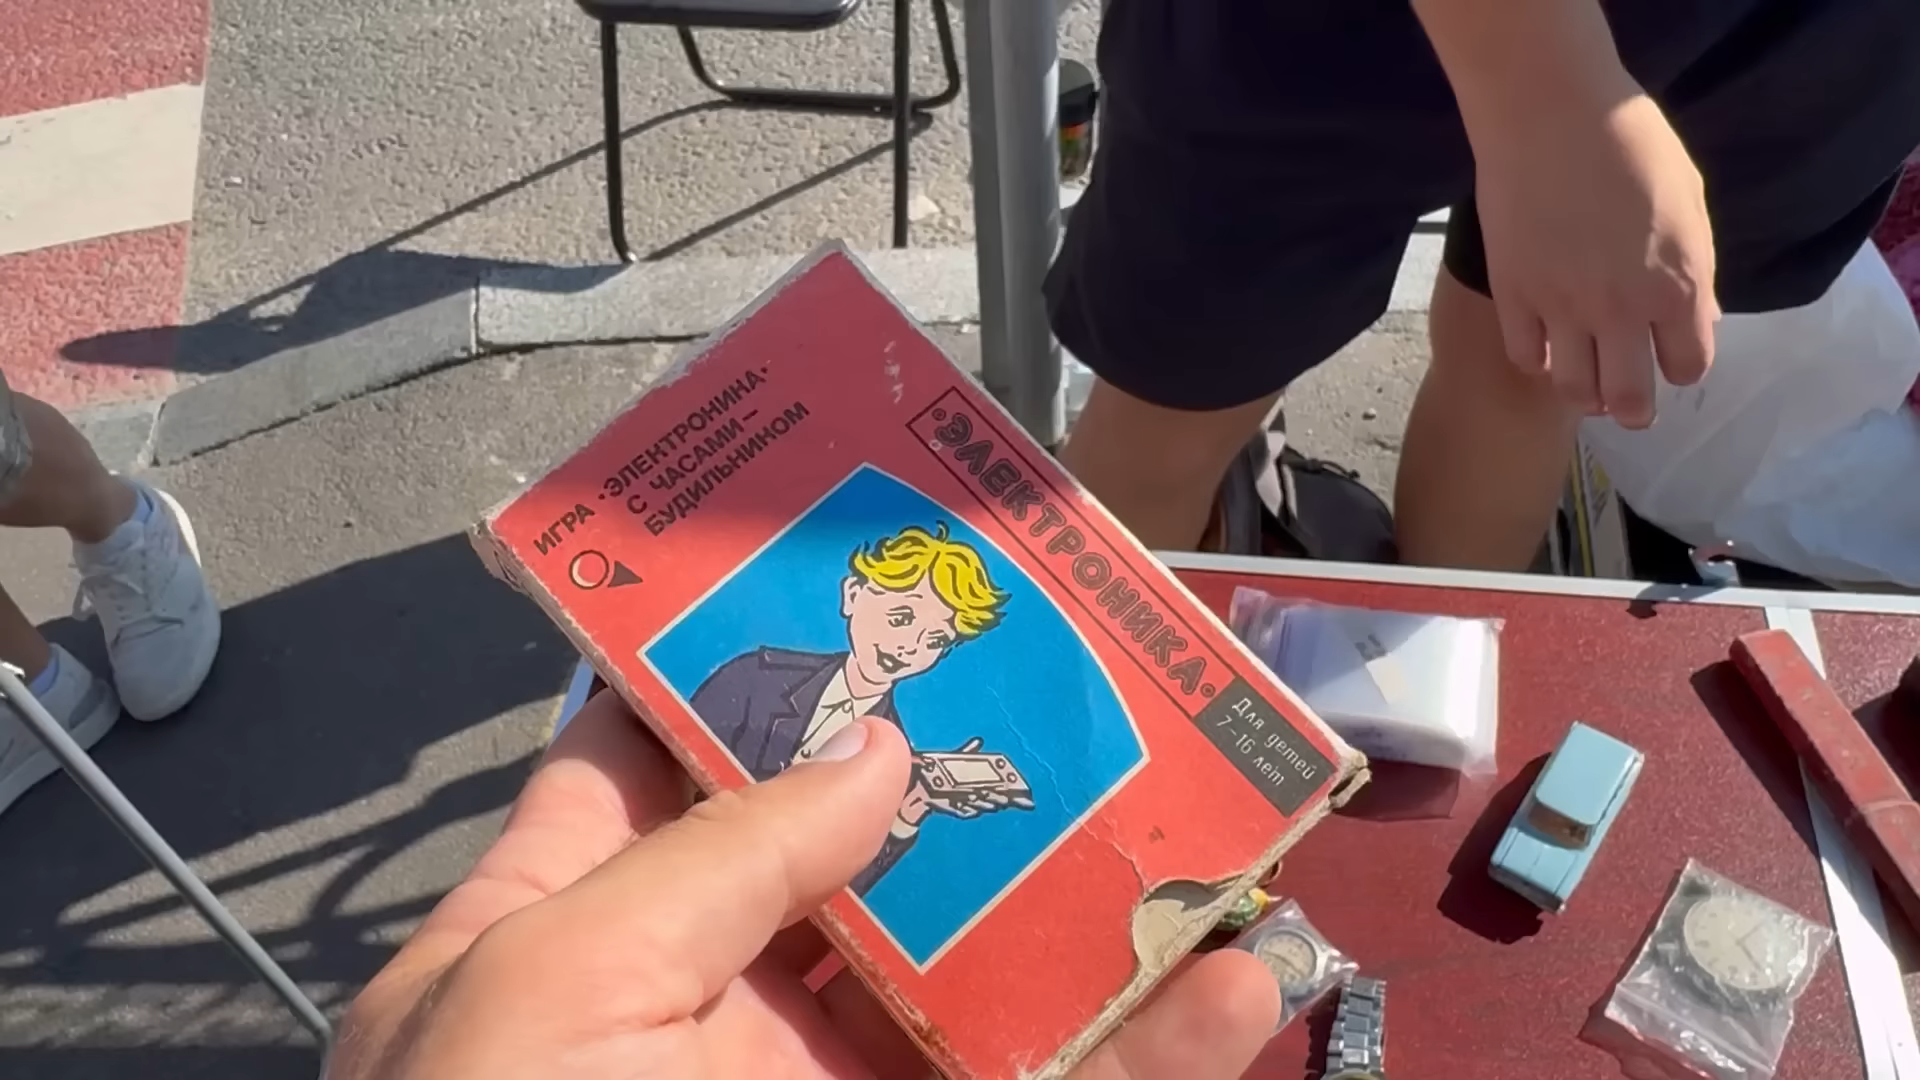 ИГРА ·ЭЛЕКТРОНИКА·
С ЧАСАМИ–
БУДИЛЬНИКОМ
·ЭЛЕКТРОНИКА·
Для детей
7–16 лет